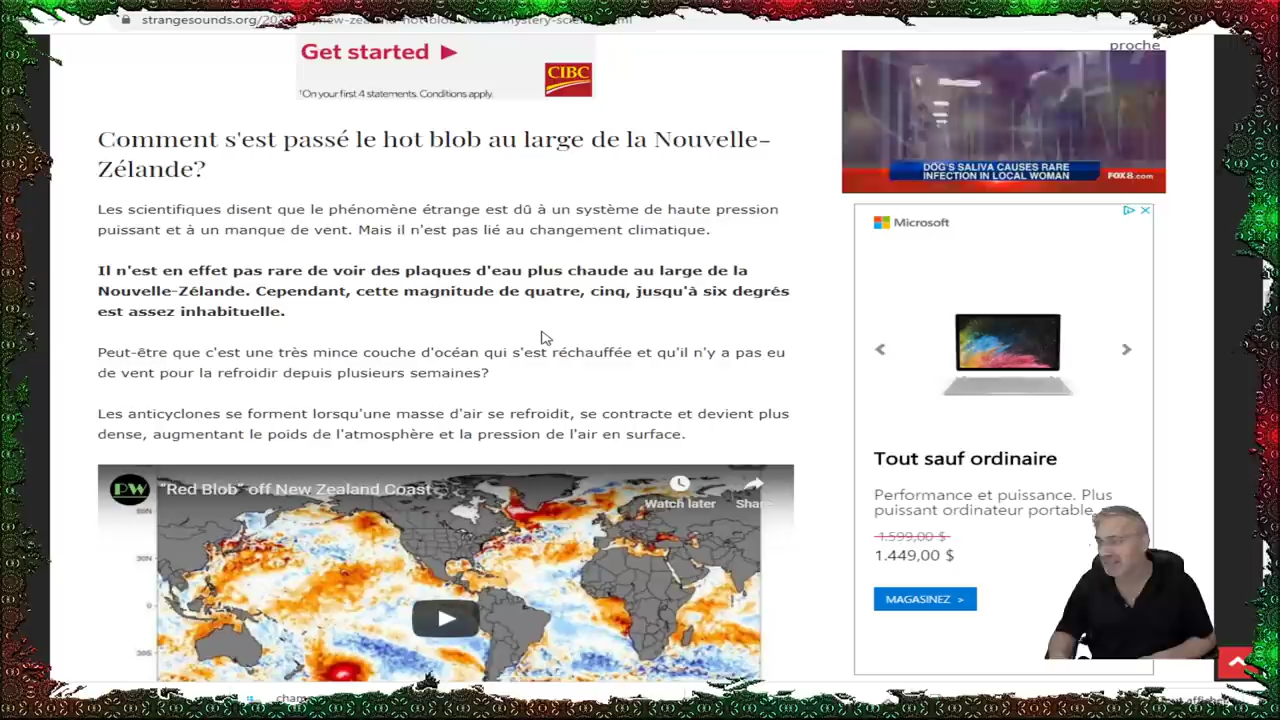 strangesounds.org/20
new-zealand-hot-blob
mystery
Get started
CIBC
¹On your first 4 statements. Conditions apply.
proche
DOG'S SALIVA CAUSES RARE
INFECTION IN LOCAL WOMAN
FOX8.com
Comment s'est passé le hot blob au large de la Nouvelle-
Zélande?
Les scientifiques disent que le phénomène étrange est dû à un système de haute pression
puissant et à un manque de vent. Mais il n'est pas lié au changement climatique.
Il n'est en effet pas rare de voir des plaques d'eau plus chaude au large de la
Nouvelle-Zélande. Cependant, cette magnitude de quatre, cinq, jusqu'à six degrés
est assez inhabituelle.
Peut-être que c'est une très mince couche d'océan qui s'est réchauffée et qu'il n'y a pas eu
de vent pour la refroidir depuis plusieurs semaines?
Les anticyclones se forment lorsqu'une masse d'air se refroidit, se contracte et devient plus
dense, augmentant le poids de l'atmosphère et la pression de l'air en surface.
PW
“Red Blob” off New Zealand Coast
Watch later
Share
30N
0
30S
Microsoft
Tout sauf ordinaire
Performance et puissance. Plus
puissant ordinateur portable
1.599,00 $
1.449,00 $
MAGASINEZ >